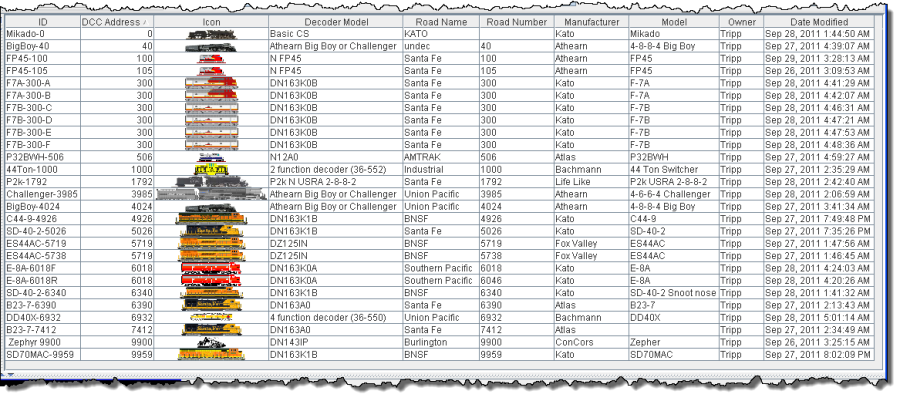 ID DCC Address Icon Decoder Model Road Name Road Number Manufacturer Model Owner Date Modified
Mikado-0 0 Basic CS KATO Kato Mikado Tripp Sep 28, 2011 1:44:50 AM
BigBoy-40 40 Athearn Big Boy or Challenger undec 40 Athearn 4-8-8-4 Big Boy Tripp Sep 27, 2011 4:39:07 AM
FP45-100 100 N FP45 Santa Fe 100 Athearn FP45 Tripp Sep 29, 2011 3:28:13 AM
FP45-105 105 N FP45 Santa Fe 105 Athearn FP45 Tripp Sep 26, 2011 3:09:53 AM
F7A-300-A 300 DN163K0B Santa Fe 300 Kato F-7A Tripp Sep 28, 2011 4:41:29 AM
F7A-300-B 300 DN163K0B Santa Fe 300 Kato F-7A Tripp Sep 28, 2011 4:42:07 AM
F7B-300-C 300 DN163K0B Santa Fe 300 Kato F-7B Tripp Sep 28, 2011 4:46:31 AM
F7B-300-D 300 DN163K0B Santa Fe 300 Kato F-7B Tripp Sep 28, 2011 4:47:21 AM
F7B-300-E 300 DN163K0B Santa Fe 300 Kato F-7B Tripp Sep 28, 2011 4:47:53 AM
F7B-300-F 300 DN163K0B Santa Fe 300 Kato F-7B Tripp Sep 28, 2011 4:48:36 AM
P32BWH-506 506 N12A0 AMTRAK 506 Atlas P32BWH Tripp Sep 27, 2011 4:59:27 AM
44Ton-1000 1000 2 function decoder (36-552) Industrial 1000 Bachmann 44 Ton Switcher Tripp Sep 27, 2011 2:35:29 AM
P2k-1792 1792 P2k N USRA 2-8-8-2 Santa Fe 1792 Life Like P2k USRA 2-8-8-2 Tripp Sep 28, 2011 2:42:40 AM
Challenger-3985 3985 Athearn Big Boy or Challenger Union Pacific 3985 Athearn 4-6-6-4 Challenger Tripp Sep 28, 2011 2:06:59 AM
BigBoy-4024 4024 Athearn Big Boy or Challenger Union Pacific 4024 Athearn 4-8-8-4 Big Boy Tripp Sep 27, 2011 3:41:34 AM
C44-9-4926 4926 DN163K1B BNSF 4926 Kato C44-9 Tripp Sep 27, 2011 7:49:48 PM
SD-40-2-5026 5026 DN163K1B Santa Fe 5026 Kato SD-40-2 Tripp Sep 27, 2011 7:35:26 PM
ES44AC-5719 5719 DZ125IN BNSF 5719 Fox Valley ES44AC Tripp Sep 27, 2011 1:47:56 AM
ES44AC-5738 5719 DZ125IN BNSF 5738 Fox Valley ES44AC Tripp Sep 27, 2011 1:46:45 AM
E-8A-6018F 6018 DN163K0A Southern Pacific 6018 Kato E-8A Tripp Sep 28, 2011 4:24:03 AM
E-8A-6018R 6018 DN163K0A Southern Pacific 6046 Kato E-8A Tripp Sep 28, 2011 4:20:26 AM
SD-40-2-6340 6340 DN163K1B BNSF 6340 Kato SD-40-2 Snoot nose Tripp Sep 28, 2011 1:41:32 AM
B23-7-6390 6390 DN163A0 Santa Fe 6390 Atlas B23-7 Tripp Sep 27, 2011 2:13:43 AM
DD40X-6932 6932 4 function decoder (36-550) Union Pacific 6932 Bachmann DD40X Tripp Sep 28, 2011 5:01:14 AM
B23-7-7412 7412 DN163A0 Santa Fe 7412 Atlas Tripp Sep 27, 2011 2:34:49 AM
Zephyr 9900 9900 DN143IP Burlington 9900 ConCors Zepher Tripp Sep 26, 2011 3:25:15 AM
SD70MAC-9959 9959 DN163K1B BNSF 9959 Kato SD70MAC Tripp Sep 27, 2011 8:02:09 PM